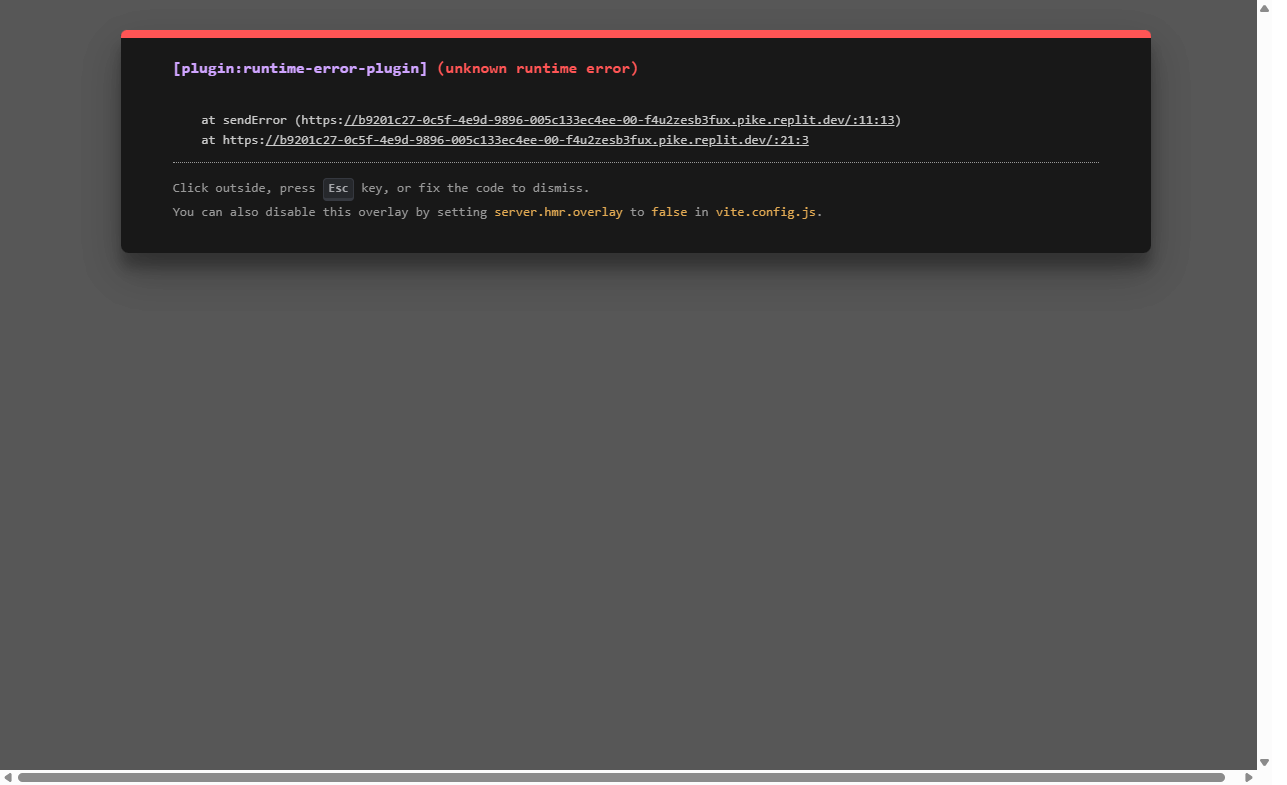 [plugin:runtime-error-plugin] (unknown runtime error)
at sendError (https://b9201c27-0c5f-4e9d-9896-005c133ec4ee-00-f4u2zesb3fux.pike.replit.dev/:11:13)
at https://b9201c27-0c5f-4e9d-9896-005c133ec4ee-00-f4u2zesb3fux.pike.replit.dev/:21:3
Click outside, press Esc key, or fix the code to dismiss.
You can also disable this overlay by setting server.hmr.overlay to false in vite.config.js.